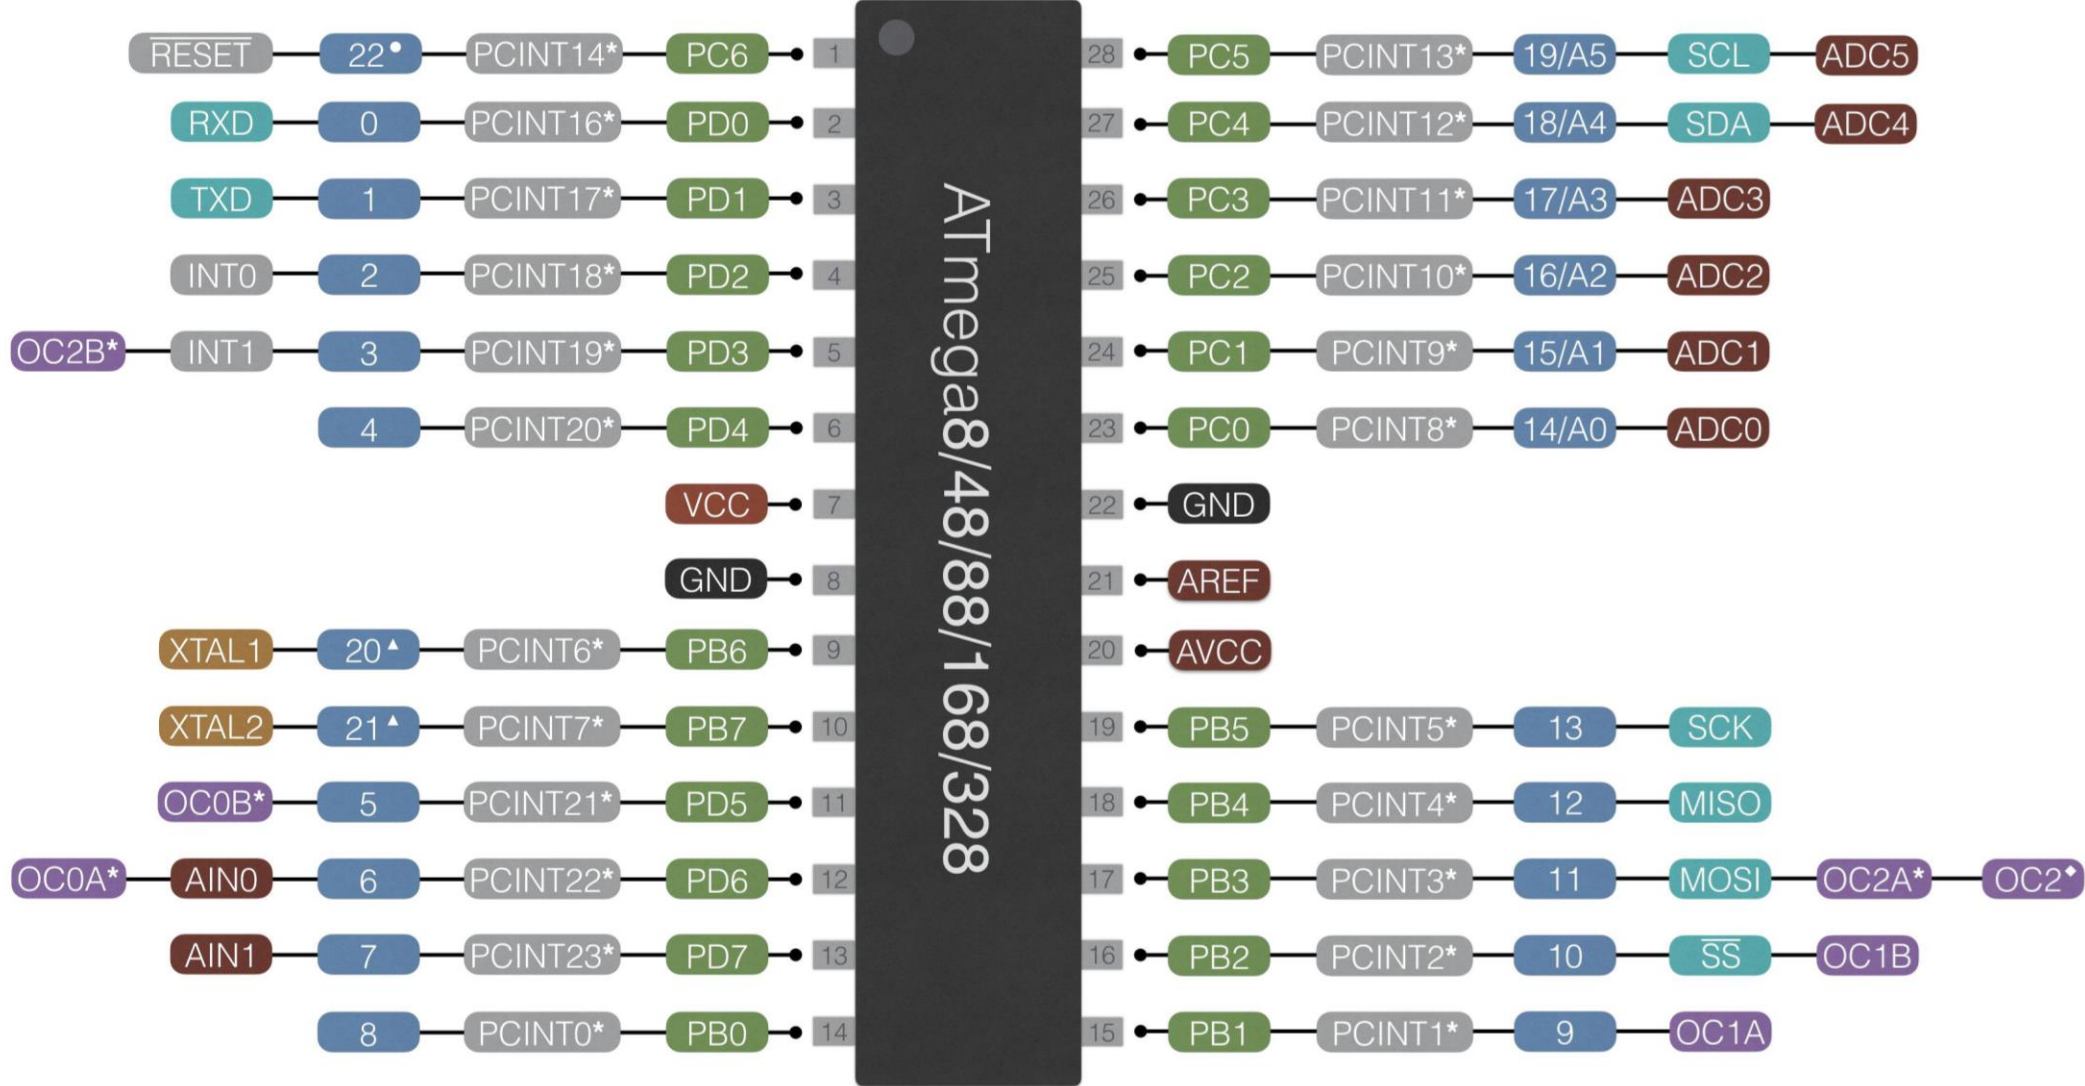 RESET 22● PCINT14* PC6 1 28 PC5 PCINT13* 19/A5 SCL ADC5
RXD 0 PCINT16* PD0 2 27 PC4 PCINT12* 18/A4 SDA ADC4
TXD 1 PCINT17* PD1 3 26 PC3 PCINT11* 17/A3 ADC3
INT0 2 PCINT18* PD2 4 25 PC2 PCINT10* 16/A2 ADC2
OC2B* INT1 3 PCINT19* PD3 5 24 PC1 PCINT9* 15/A1 ADC1
4 PCINT20* PD4 6 23 PC0 PCINT8* 14/A0 ADC0
VCC 7 22 GND
GND 8 21 AREF
XTAL1 20▲ PCINT6* PB6 9 20 AVCC
XTAL2 21▲ PCINT7* PB7 10 19 PB5 PCINT5* 13 SCK
OC0B* 5 PCINT21* PD5 11 18 PB4 PCINT4* 12 MISO
OC0A* AIN0 6 PCINT22* PD6 12 17 PB3 PCINT3* 11 MOSI OC2A* OC2◆
AIN1 7 PCINT23* PD7 13 16 PB2 PCINT2* 10 SS OC1B
8 PCINT0* PB0 14 15 PB1 PCINT1* 9 OC1A
ATmega8/48/88/168/328